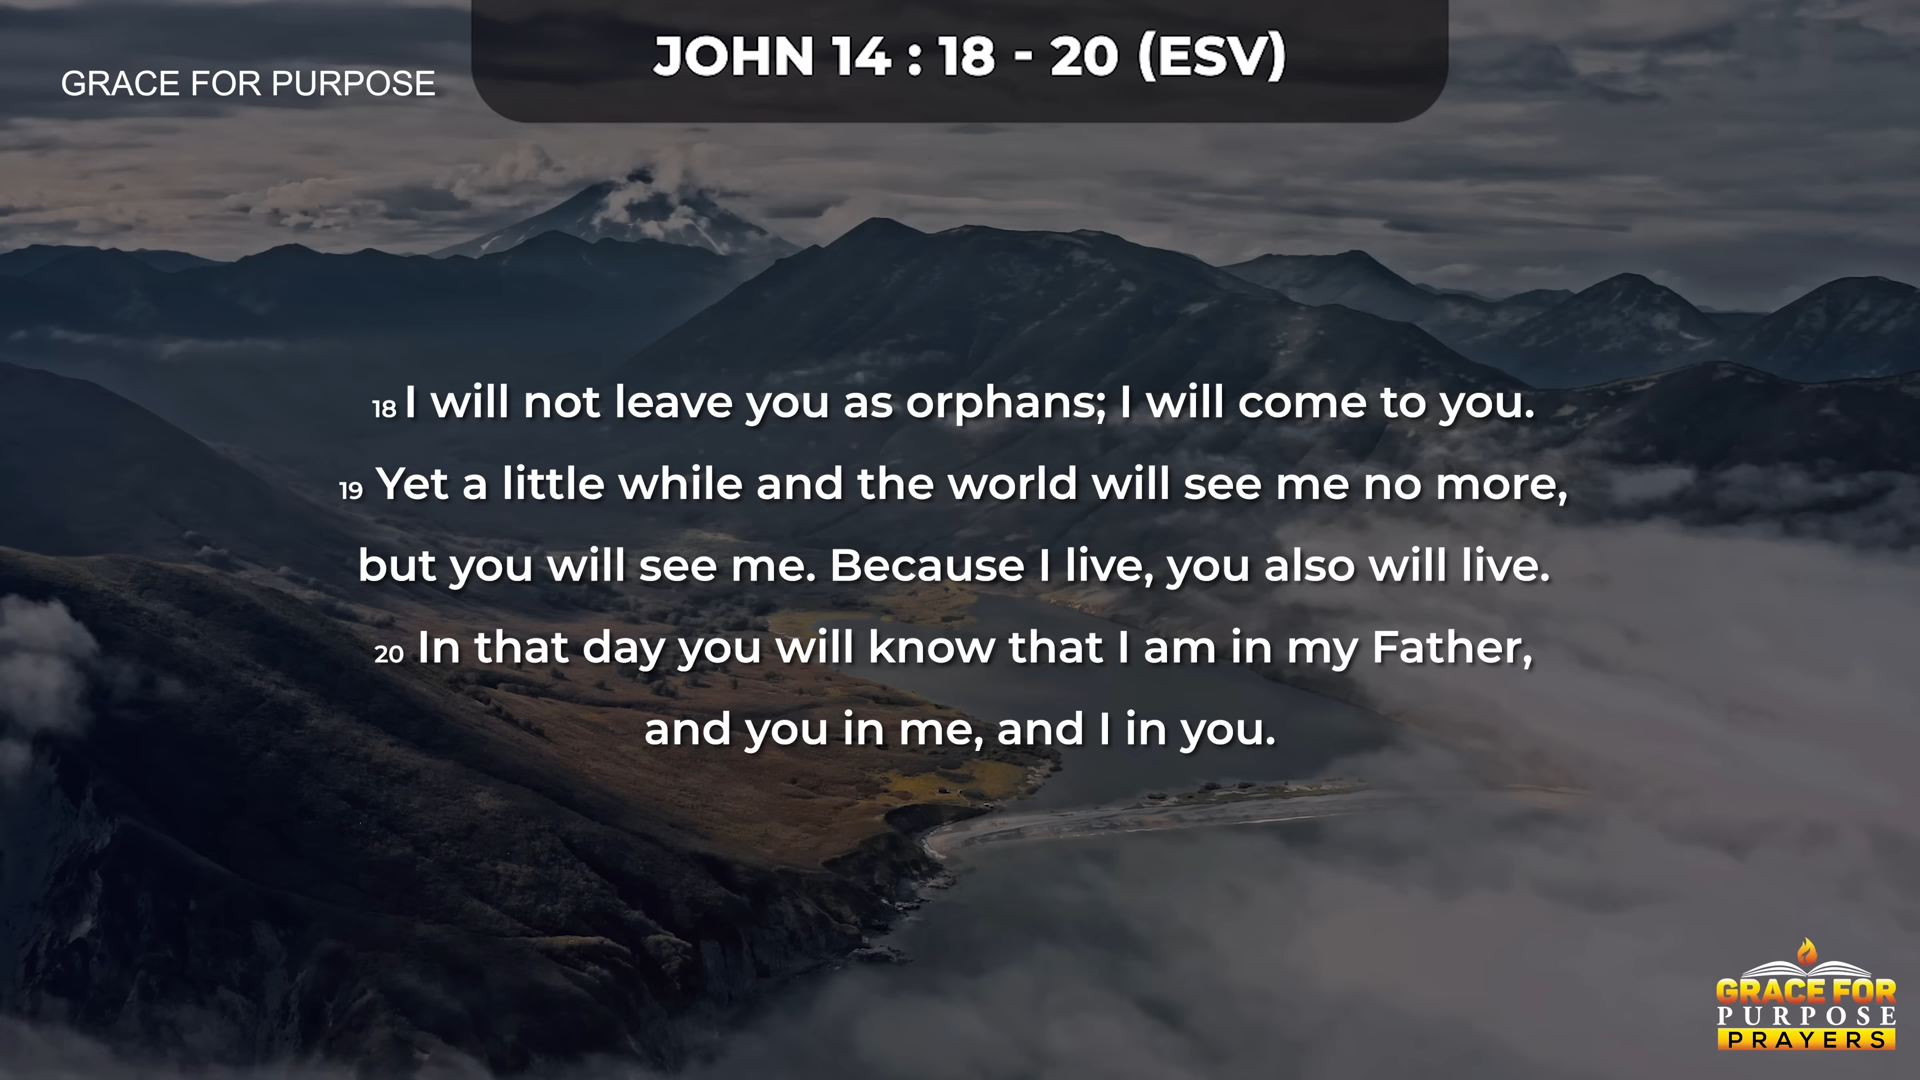 JOHN 14 : 18 - 20 (ESV)
GRACE FOR PURPOSE
18 I will not leave you as orphans; I will come to you.
19 Yet a little while and the world will see me no more,
but you will see me. Because I live, you also will live.
20 In that day you will know that I am in my Father,
and you in me, and I in you.
GRACE FOR
PURPOSE
PRAYERS